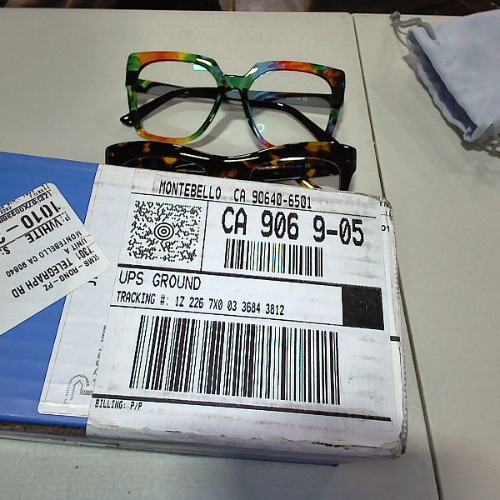 MONTEBELLO CA 90640-6501
CA 906 9-05
UPS GROUND
TRACKING #: 1Z 226 7X0 03 3684 3812
BILLING: P/P
1010 - 2
P.WHITE
TELEGRAPH RD
MONTEBELLO CA 90640